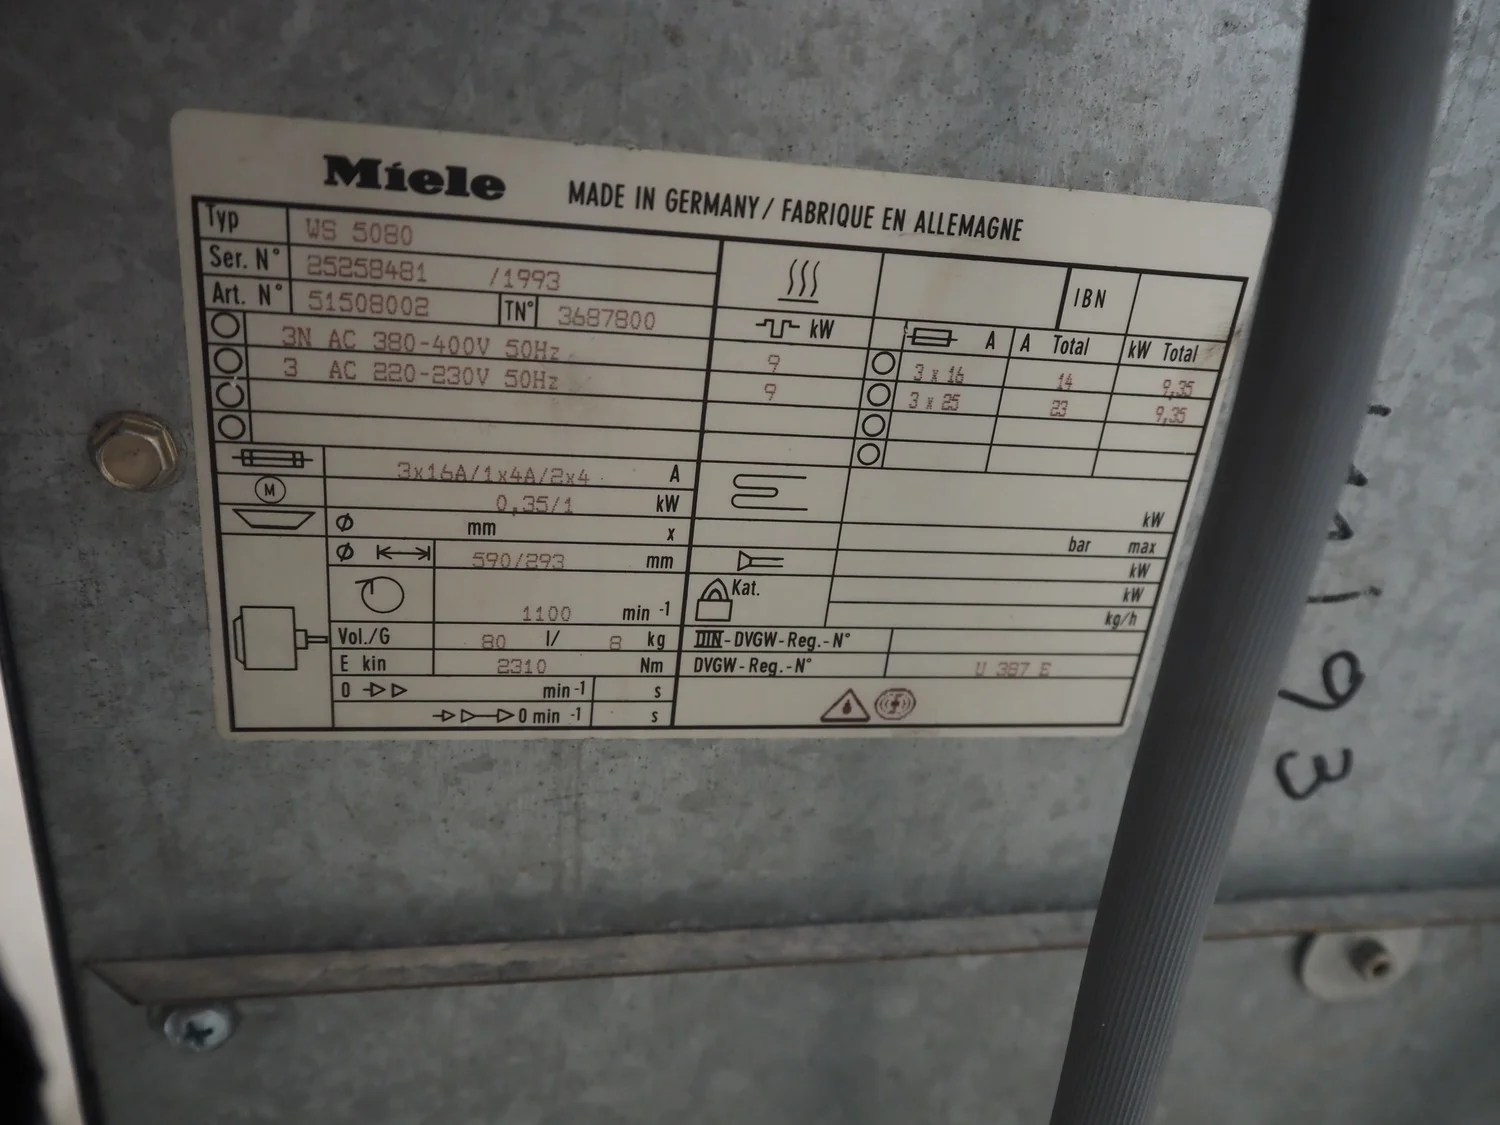 Miele MADE IN GERMANY / FABRIQUE EN ALLEMAGNE
Typ WS 5080
Ser. N° 25258481 /1993
Art. N° 51508002 TN° 3687800
3N AC 380-400V 50Hz
3 AC 220-230V 50Hz
3x16A/1x4A/2x4 A
M 0,35/1 kW
Ø mm x
Ø 590/293 mm
1100 min -1
Vol./G 80 l/ 8 kg
E kin 2310 Nm
0 min -1 s
0 min -1 s
IBN
kW A A Total kW Total
9 3 x 16 14 9,35
9 3 x 25 23 9,35
kW
bar max
kW
Kat. kW
kg/h
DIN-DVGW-Reg.-N°
DVGW-Reg.-N° U 387 E
93